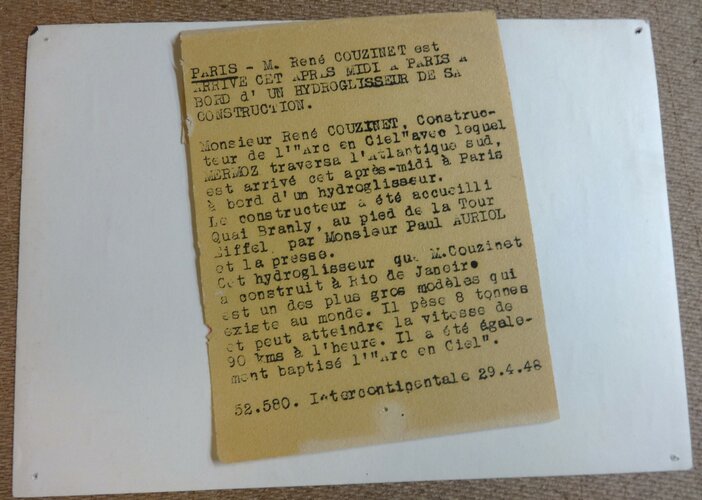 PARIS - M. René COUZINET est
ARRIVE CET APRES MIDI A PARIS A
BORD d' UN HYDROGLISSEUR DE SA
CONSTRUCTION.
Monsieur René COUZINET, Construc-
teur de l'"Arc en Ciel"avec lequel
MERMOZ traversa l'Atlantique sud,
est arrivé cet après-midi à Paris
à bord d'un hydroglisseur.
Le constructeur a été accueilli
Quai Branly, au pied de la Tour
Eiffel par Monsieur Paul AURIOL
et la presse.
Cet hydroglisseur que M.Couzinet
a construit à Rio de Janeiro
est un des plus gros modèles qui
existe au monde. Il pèse 8 tonnes
et peut atteindre la vitesse de
90 kms à l'heure. Il a été égale-
ment baptisé l'"Arc en Ciel".
52.580. Intercontinentale 29.4.48